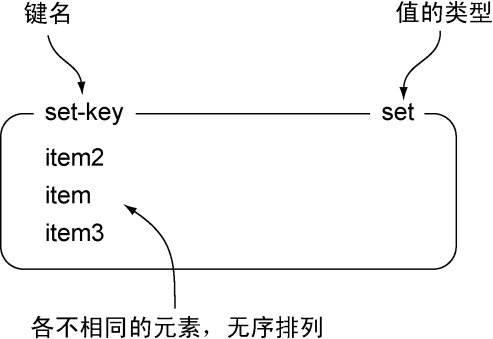 键名
值的类型
set-key
set
item2
item
item3
各不相同的元素，无序排列